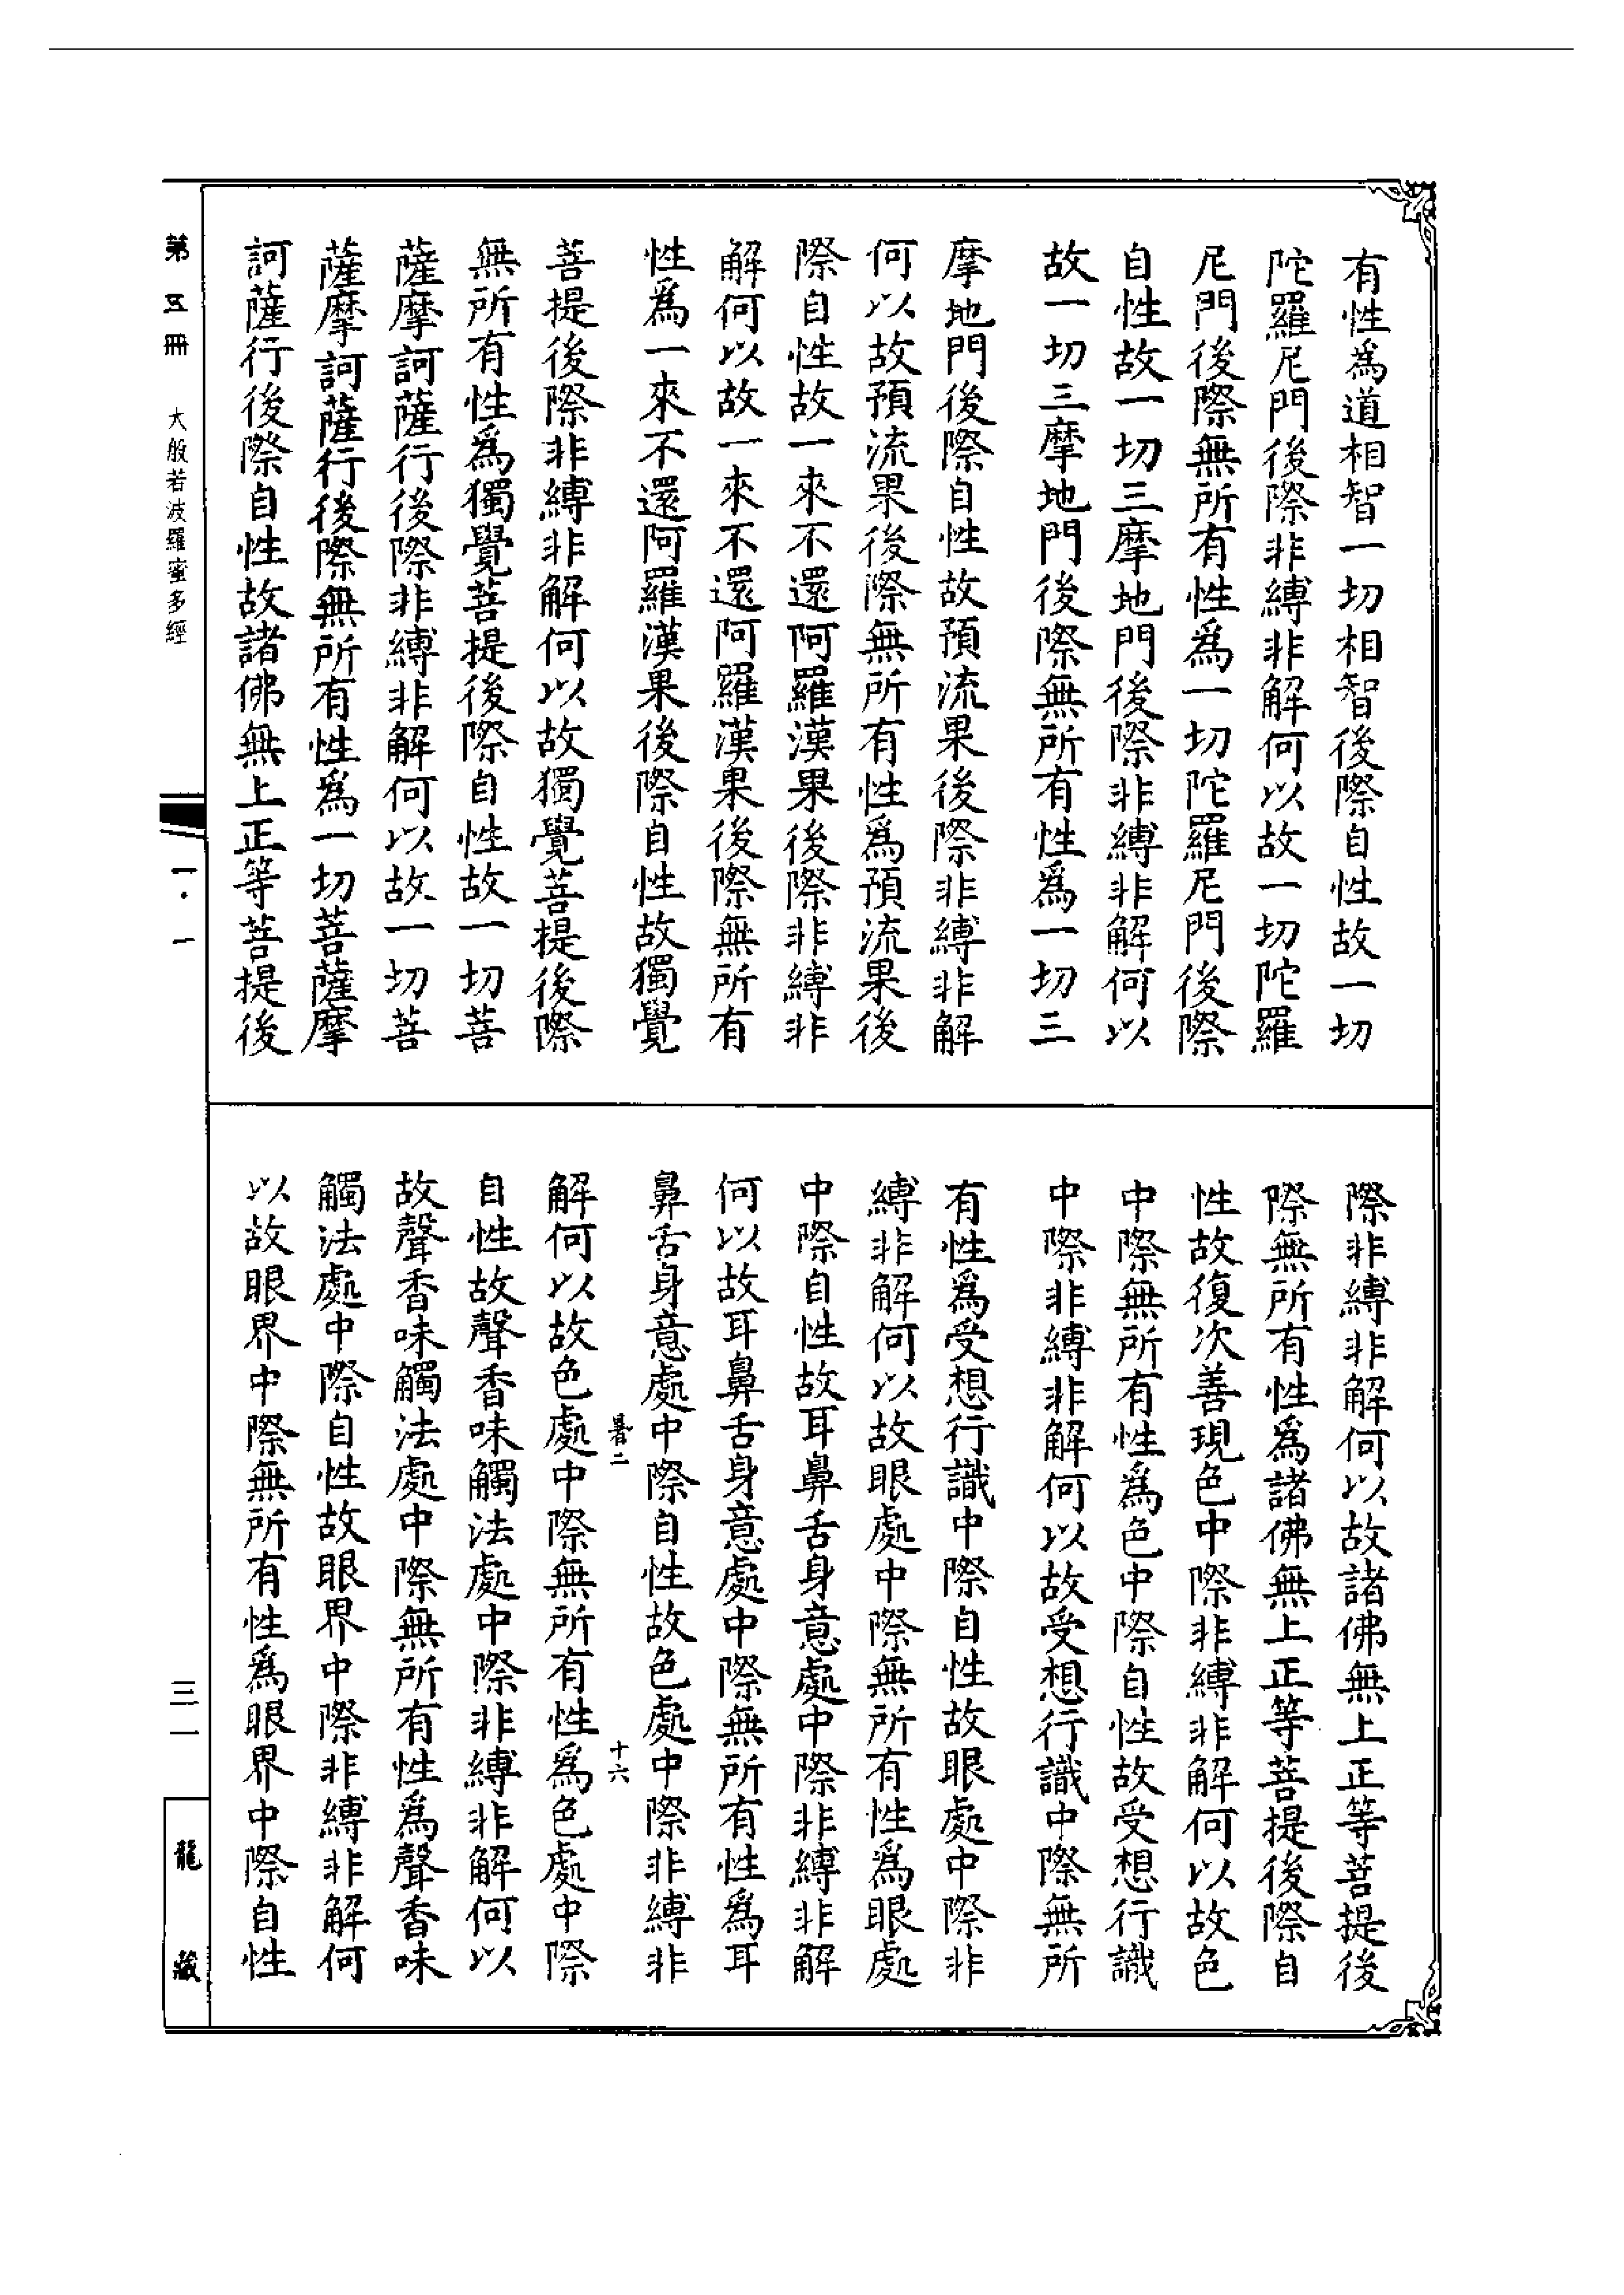 有性為道相智一切相智後際自性故一切
陀羅尼門後際非縛非解何以故一切陀羅
尼門後際無所有性為一切陀羅尼門後際
自性故一切三摩地門後際非縛非解何以
故一切三摩地門後際無所有性為一切三
摩地門後際自性故預流果後際非縛非解
何以故預流果後際無所有性為預流果後
際自性故一來不還阿羅漢果後際非縛非
解何以故一來不還阿羅漢果後際無所有
性為一來不還阿羅漢果後際自性故獨覺
菩提後際非縛非解何以故獨覺菩提後際
無所有性為獨覺菩提後際自性故一切菩
薩摩訶薩行後際非縛非解何以故一切菩
薩摩訶薩行後際無所有性為一切菩薩摩
訶薩行後際自性故諸佛無上正等菩提後
際非縛非解何以故諸佛無上正等菩提後
際無所有性為諸佛無上正等菩提後際自
性故復次善現色中際非縛非解何以故色
中際無所有性為色中際自性故受想行識
中際非縛非解何以故受想行識中際無所
有性為受想行識中際自性故眼處中際非
縛非解何以故眼處中際無所有性為眼處
中際自性故耳鼻舌身意處中際非縛非解
何以故耳鼻舌身意處中際無所有性為耳
鼻舌身意處中際自性故色處中際非縛非
十六
解何以故色處中際無所有性為色處中際
自性故聲香味觸法處中際非縛非解何以
故聲香味觸法處中際無所有性為聲香味
觸法處中際自性故眼界中際非縛非解何
以故眼界中際無所有性為眼界中際自性
第五冊 大般若波羅蜜多經
一·一
三一
龍藏